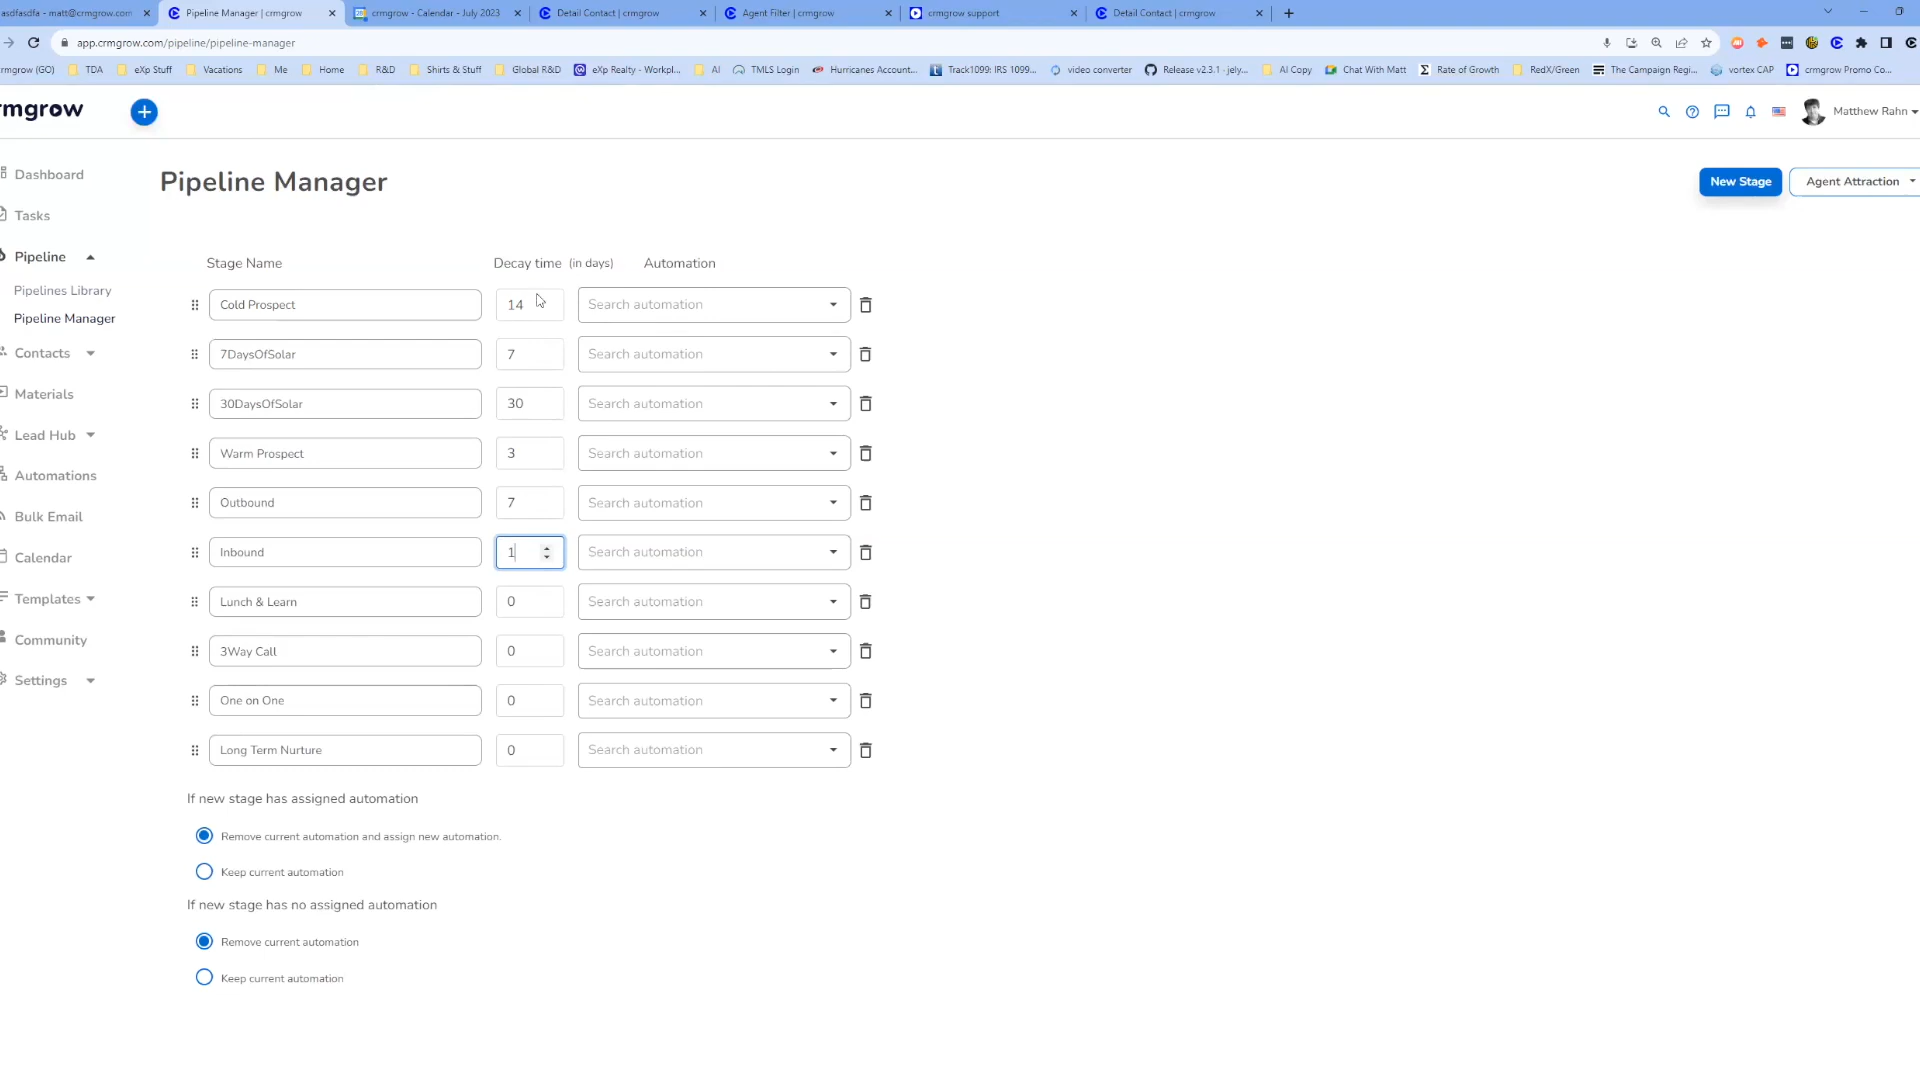 asdfasdfa - matt@crmgrow.com
Pipeline Manager | crmgrow
crmgrow - Calendar - July 2023
Detail Contact | crmgrow
Agent Filter | crmgrow
crmgrow support
Detail Contact | crmgrow
app.crmgrow.com/pipeline/pipeline-manager
rmgrow (GO)
TDA
eXp Stuff
Vacations
Me
Home
R&D
Shirts & Stuff
Global R&D
eXp Realty - Workpl...
AI
TMLS Login
Hurricanes Account...
Track1099: IRS 1099...
video converter
Release v2.3.1 - jely...
AI Copy
Chat With Matt
Rate of Growth
RedX/Green
The Campaign Regi...
vortex CAP
crmgrow Promo Co...
rmgrow
Matthew Rahn
Dashboard
Tasks
Pipeline
Pipelines Library
Pipeline Manager
Contacts
Materials
Lead Hub
Automations
Bulk Email
Calendar
Templates
Community
Settings
Pipeline Manager
New Stage
Agent Attraction
Stage Name Decay time (in days) Automation
Cold Prospect 14 Search automation
7DaysOfSolar 7 Search automation
30DaysOfSolar 30 Search automation
Warm Prospect 3 Search automation
Outbound 7 Search automation
Inbound 1 Search automation
Lunch & Learn 0 Search automation
3Way Call 0 Search automation
One on One 0 Search automation
Long Term Nurture 0 Search automation
If new stage has assigned automation
Remove current automation and assign new automation.
Keep current automation
If new stage has no assigned automation
Remove current automation
Keep current automation